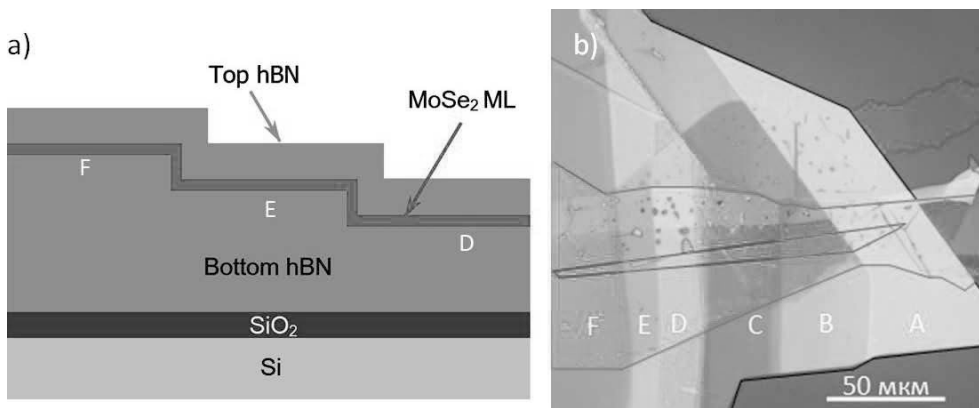 a)
Top hBN
MoSe₂ ML
F
E
D
Bottom hBN
SiO₂
Si
b)
F E D C B A
50 мкм